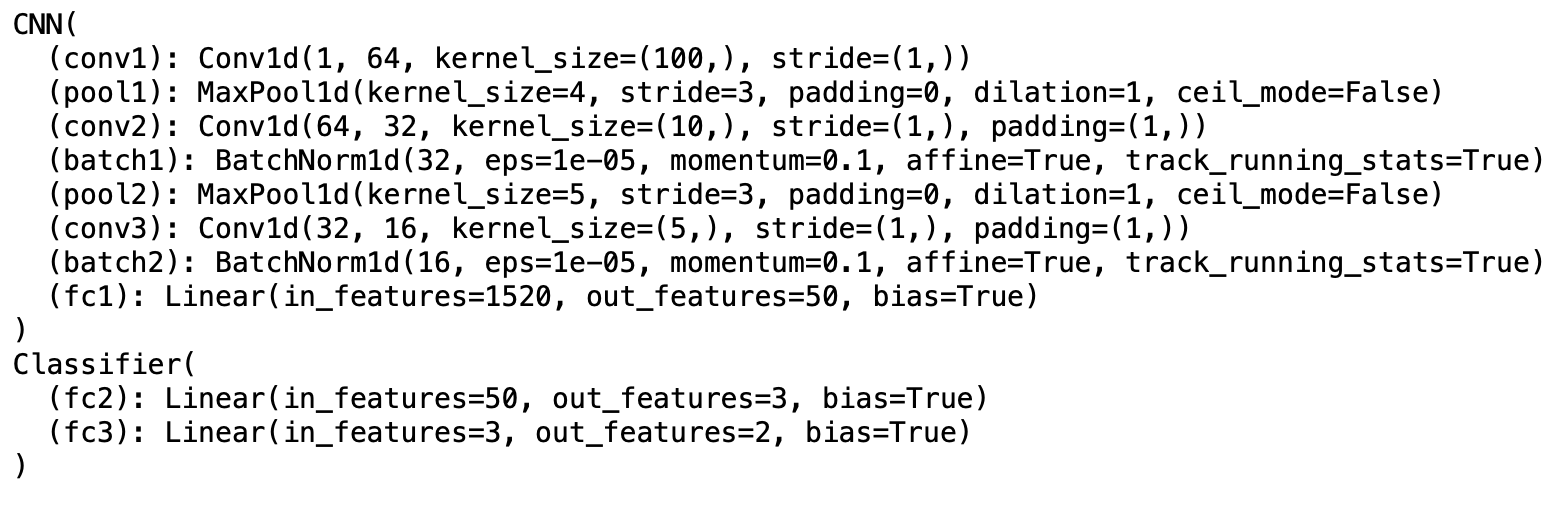 CNN(
  (conv1): Conv1d(1, 64, kernel_size=(100,), stride=(1,))
  (pool1): MaxPool1d(kernel_size=4, stride=3, padding=0, dilation=1, ceil_mode=False)
  (conv2): Conv1d(64, 32, kernel_size=(10,), stride=(1,), padding=(1,))
  (batch1): BatchNorm1d(32, eps=1e-05, momentum=0.1, affine=True, track_running_stats=True)
  (pool2): MaxPool1d(kernel_size=5, stride=3, padding=0, dilation=1, ceil_mode=False)
  (conv3): Conv1d(32, 16, kernel_size=(5,), stride=(1,), padding=(1,))
  (batch2): BatchNorm1d(16, eps=1e-05, momentum=0.1, affine=True, track_running_stats=True)
  (fc1): Linear(in_features=1520, out_features=50, bias=True)
)
Classifier(
  (fc2): Linear(in_features=50, out_features=3, bias=True)
  (fc3): Linear(in_features=3, out_features=2, bias=True)
)